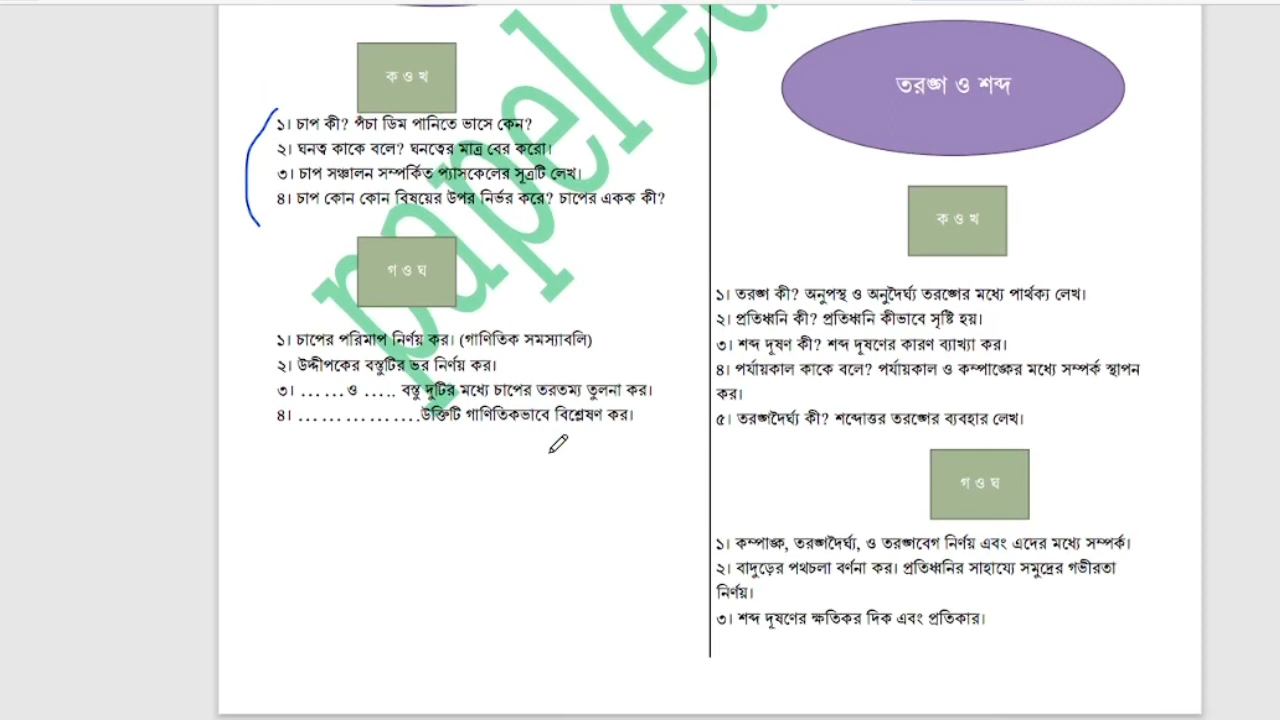 ক ও খ
১। চাপ কী? পঁচা ডিম পানিতে ভাসে কেন?
২। ঘনত্ব কাকে বলে? ঘনত্বের মাত্র বের করো।
৩। চাপ সঞ্চালন সম্পর্কিত প্যাসকেলের সূত্রটি লেখ।
৪। চাপ কোন কোন বিষয়ের উপর নির্ভর করে? চাপের একক কী?
গ ও ঘ
১। চাপের পরিমাপ নির্ণয় কর। (গাণিতিক সমস্যাবলি)
২। উদ্দীপকের বস্তুটির ভর নির্ণয় কর।
৩। ...... ও ..... বস্তু দুটির মধ্যে চাপের তরতম্য তুলনা কর।
৪। ................উক্তিটি গাণিতিকভাবে বিশ্লেষণ কর।
papel e
তরঙ্গ ও শব্দ
ক ও খ
১। তরঙ্গ কী? অনুপস্থ ও অনুদৈর্ঘ্য তরঙ্গের মধ্যে পার্থক্য লেখ।
২। প্রতিধ্বনি কী? প্রতিধ্বনি কীভাবে সৃষ্টি হয়।
৩। শব্দ দূষণ কী? শব্দ দূষণের কারণ ব্যাখ্যা কর।
৪। পর্যায়কাল কাকে বলে? পর্যায়কাল ও কম্পাঙ্কের মধ্যে সম্পর্ক স্থাপন
কর।
৫। তরঙ্গদৈর্ঘ্য কী? শব্দোত্তর তরঙ্গের ব্যবহার লেখ।
গ ও ঘ
১। কম্পাঙ্ক, তরঙ্গদৈর্ঘ্য, ও তরঙ্গবেগ নির্ণয় এবং এদের মধ্যে সম্পর্ক।
২। বাদুড়ের পথচলা বর্ণনা কর। প্রতিধ্বনির সাহায্যে সমুদ্রের গভীরতা
নির্ণয়।
৩। শব্দ দূষণের ক্ষতিকর দিক এবং প্রতিকার।